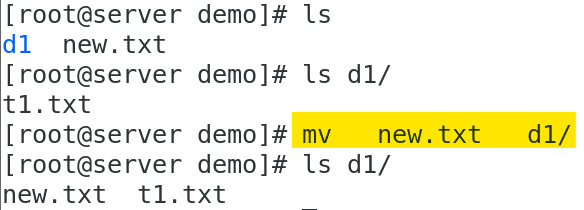 [root@server demo]# ls
d1  new.txt
[root@server demo]# ls d1/
t1.txt
[root@server demo]# mv   new.txt   d1/
[root@server demo]# ls d1/
new.txt  t1.txt